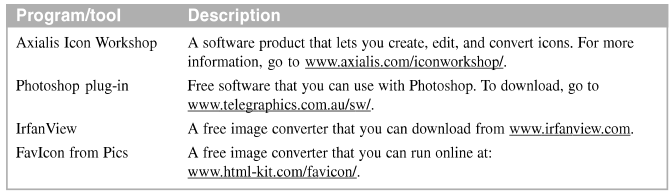 Program/tool Description
Axialis Icon Workshop A software product that lets you create, edit, and convert icons. For more
information, go to www.axialis.com/iconworkshop/.
Photoshop plug-in Free software that you can use with Photoshop. To download, go to
www.telegraphics.com.au/sw/.
IrfanView A free image converter that you can download from www.irfanview.com.
FavIcon from Pics A free image converter that you can run online at:
www.html-kit.com/favicon/.